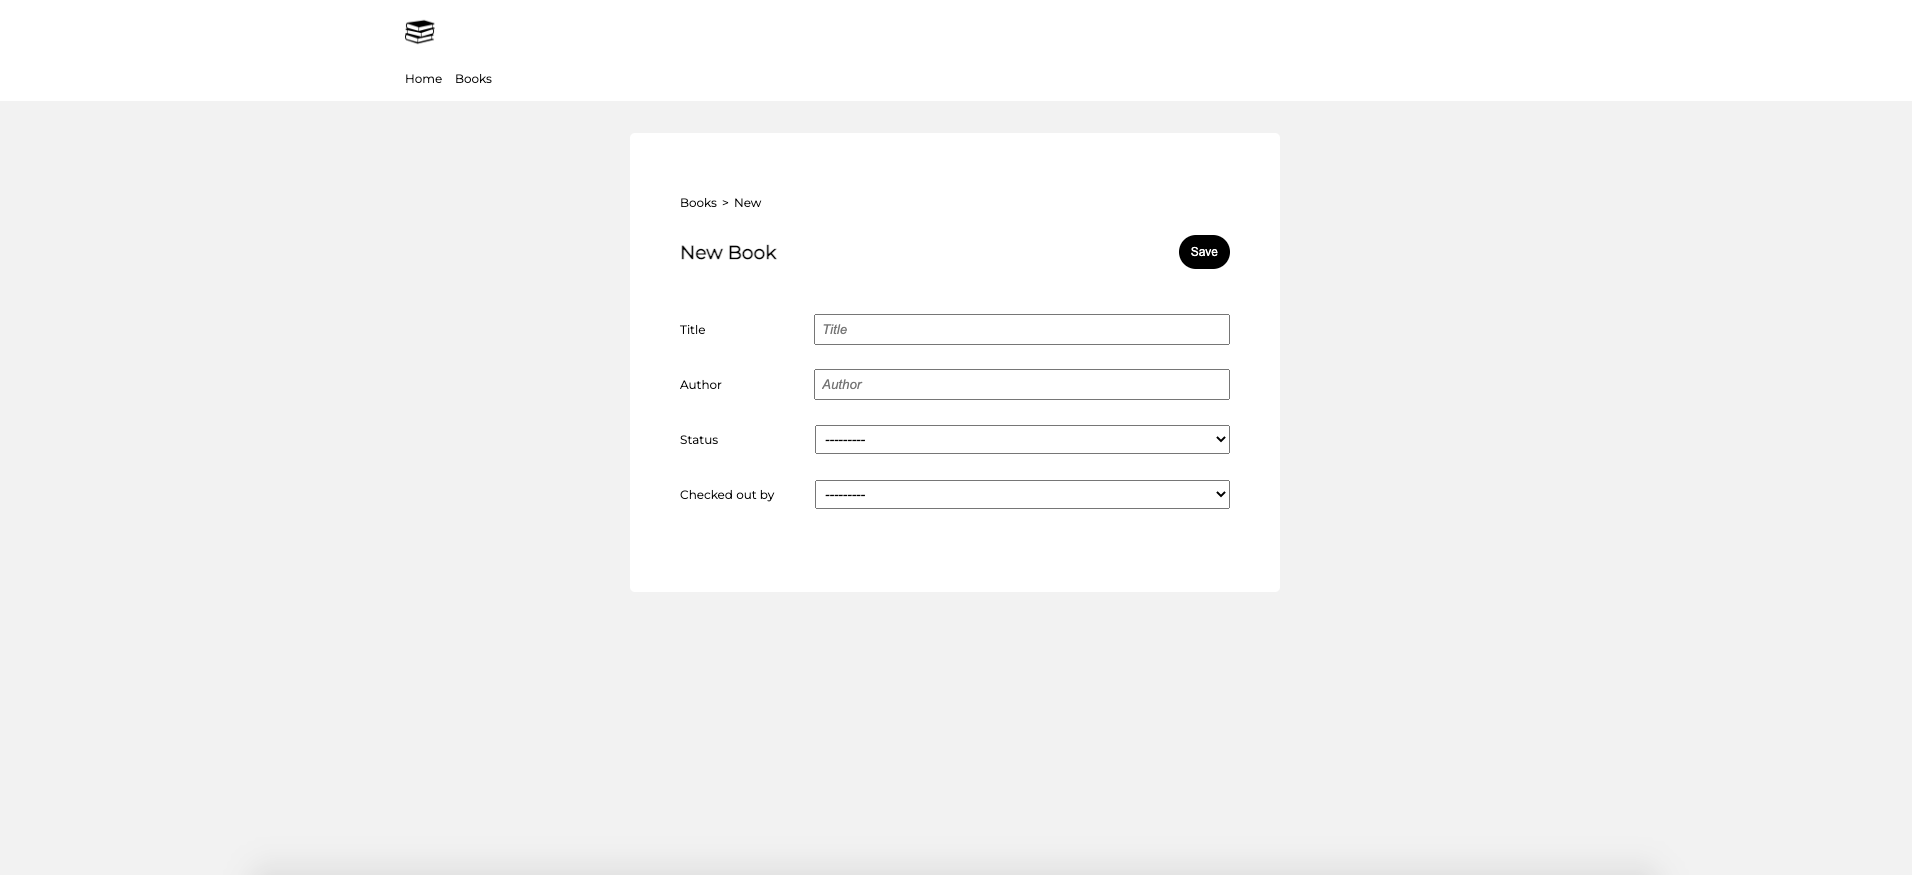 Home Books
Books > New
New Book
Save
Title
Title
Author
Author
Status
---------
Checked out by
---------